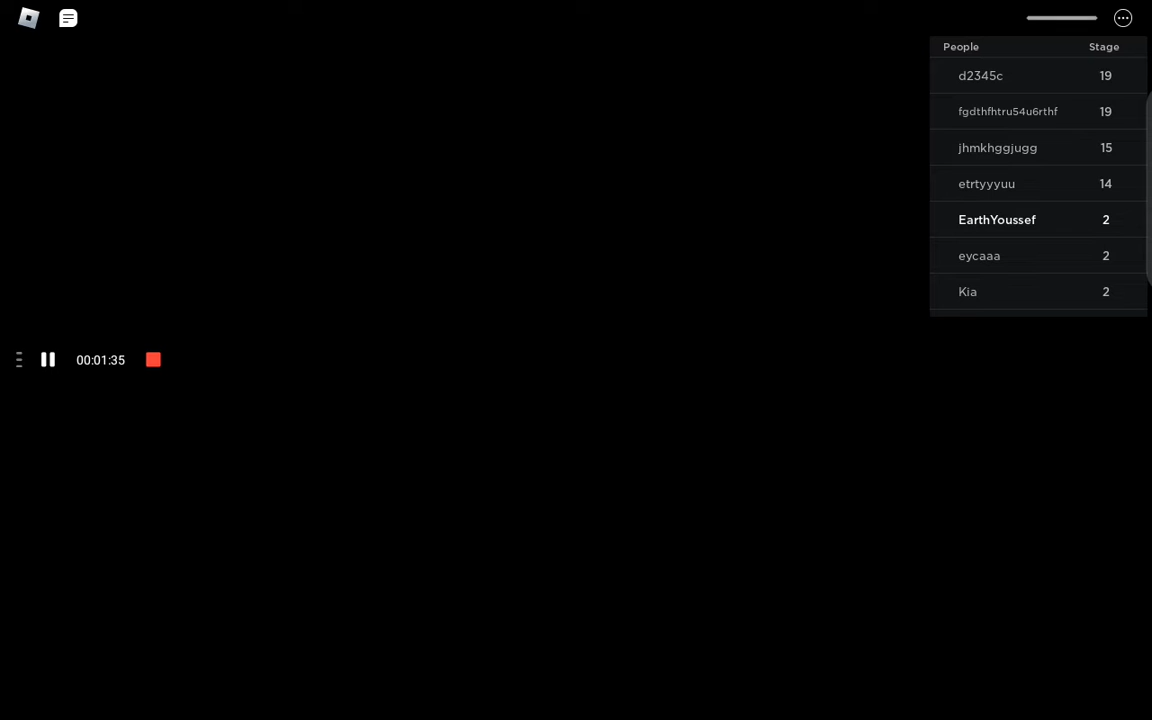 People Stage
d2345c 19
fgdthfhtru54u6rthf 19
jhmkhggjugg 15
etrtyyyuu 14
EarthYoussef 2
eycaaa 2
Kia 2
00:01:35